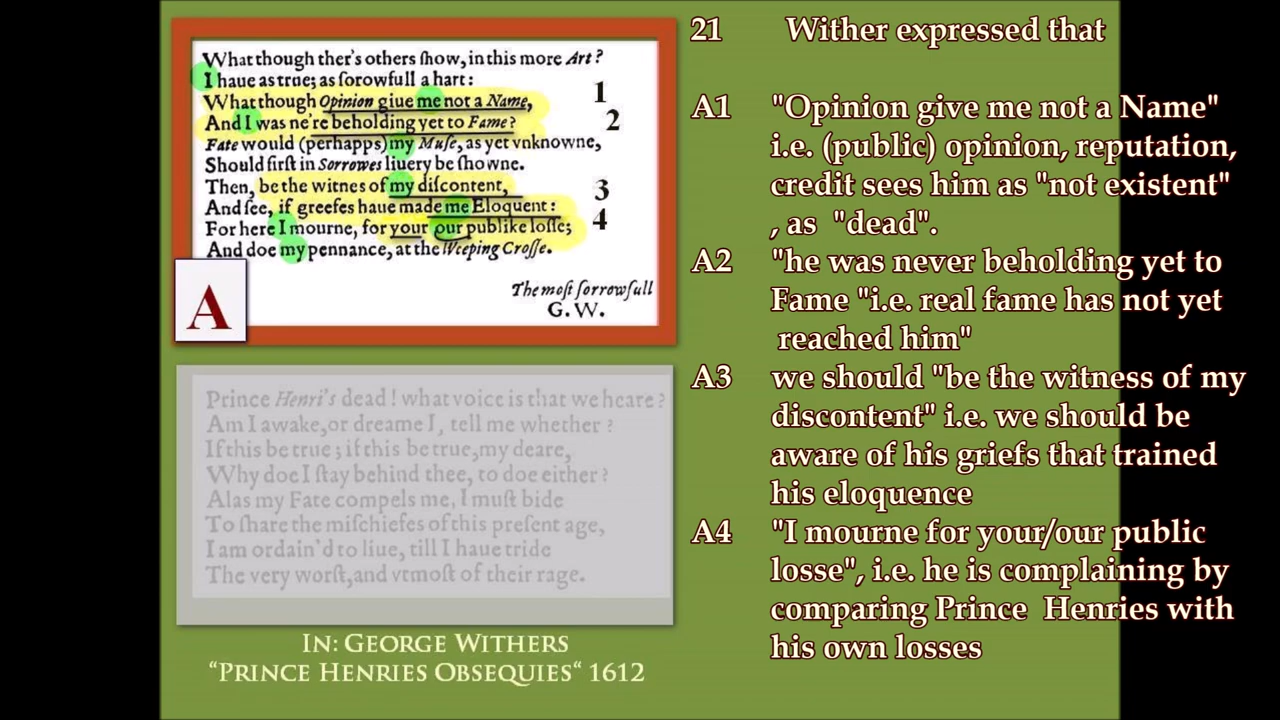 What though ther's others ſhow, in this more Art?
I haue as true; as ſorowfull a hart:
What though Opinion giue me not a Name,
And I was ne're beholding yet to Fame?
Fate would (perhapps) my Muſe, as yet vnknowne,
Should firſt in Sorrowes liuery be ſhowne.
Then, be the witnes of my diſcontent,
And ſee, if greefes haue made me Eloquent:
For here I mourne, for your our publike loſſe;
And doe my pennance, at the Weeping Croſſe.
1
2
3
4
The moſt ſorrowfull
G. W.
A
Prince Henri's dead! what voice is that we heare?
Am I awake, or dreame I, tell me whether?
If this be true; if this be true, my deare,
Why doe I ſtay behind thee, to doe either?
Alas my Fate compels me, I muſt bide
To ſhare the miſchiefes of this preſent age,
I am ordain'd to liue, till I haue tride
The very worſt, and vtmoſt of their rage.
In: George Withers
“Prince Henries Obsequies“ 1612
21 Wither expressed that
A1 "Opinion give me not a Name"
i.e. (public) opinion, reputation,
credit sees him as "not existent"
, as "dead".
A2 "he was never beholding yet to
Fame "i.e. real fame has not yet
reached him"
A3 we should "be the witness of my
discontent" i.e. we should be
aware of his griefs that trained
his eloquence
A4 "I mourne for your/our public
losse", i.e. he is complaining by
comparing Prince Henries with
his own losses